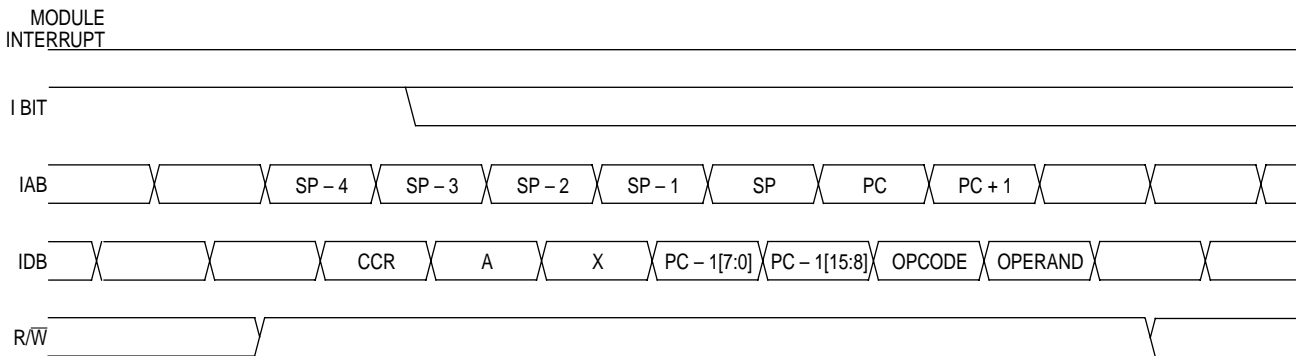 MODULE
INTERRUPT
I BIT
IAB SP – 4 SP – 3 SP – 2 SP – 1 SP PC PC + 1
IDB CCR A X PC – 1[7:0] PC – 1[15:8] OPCODE OPERAND
R/W̅